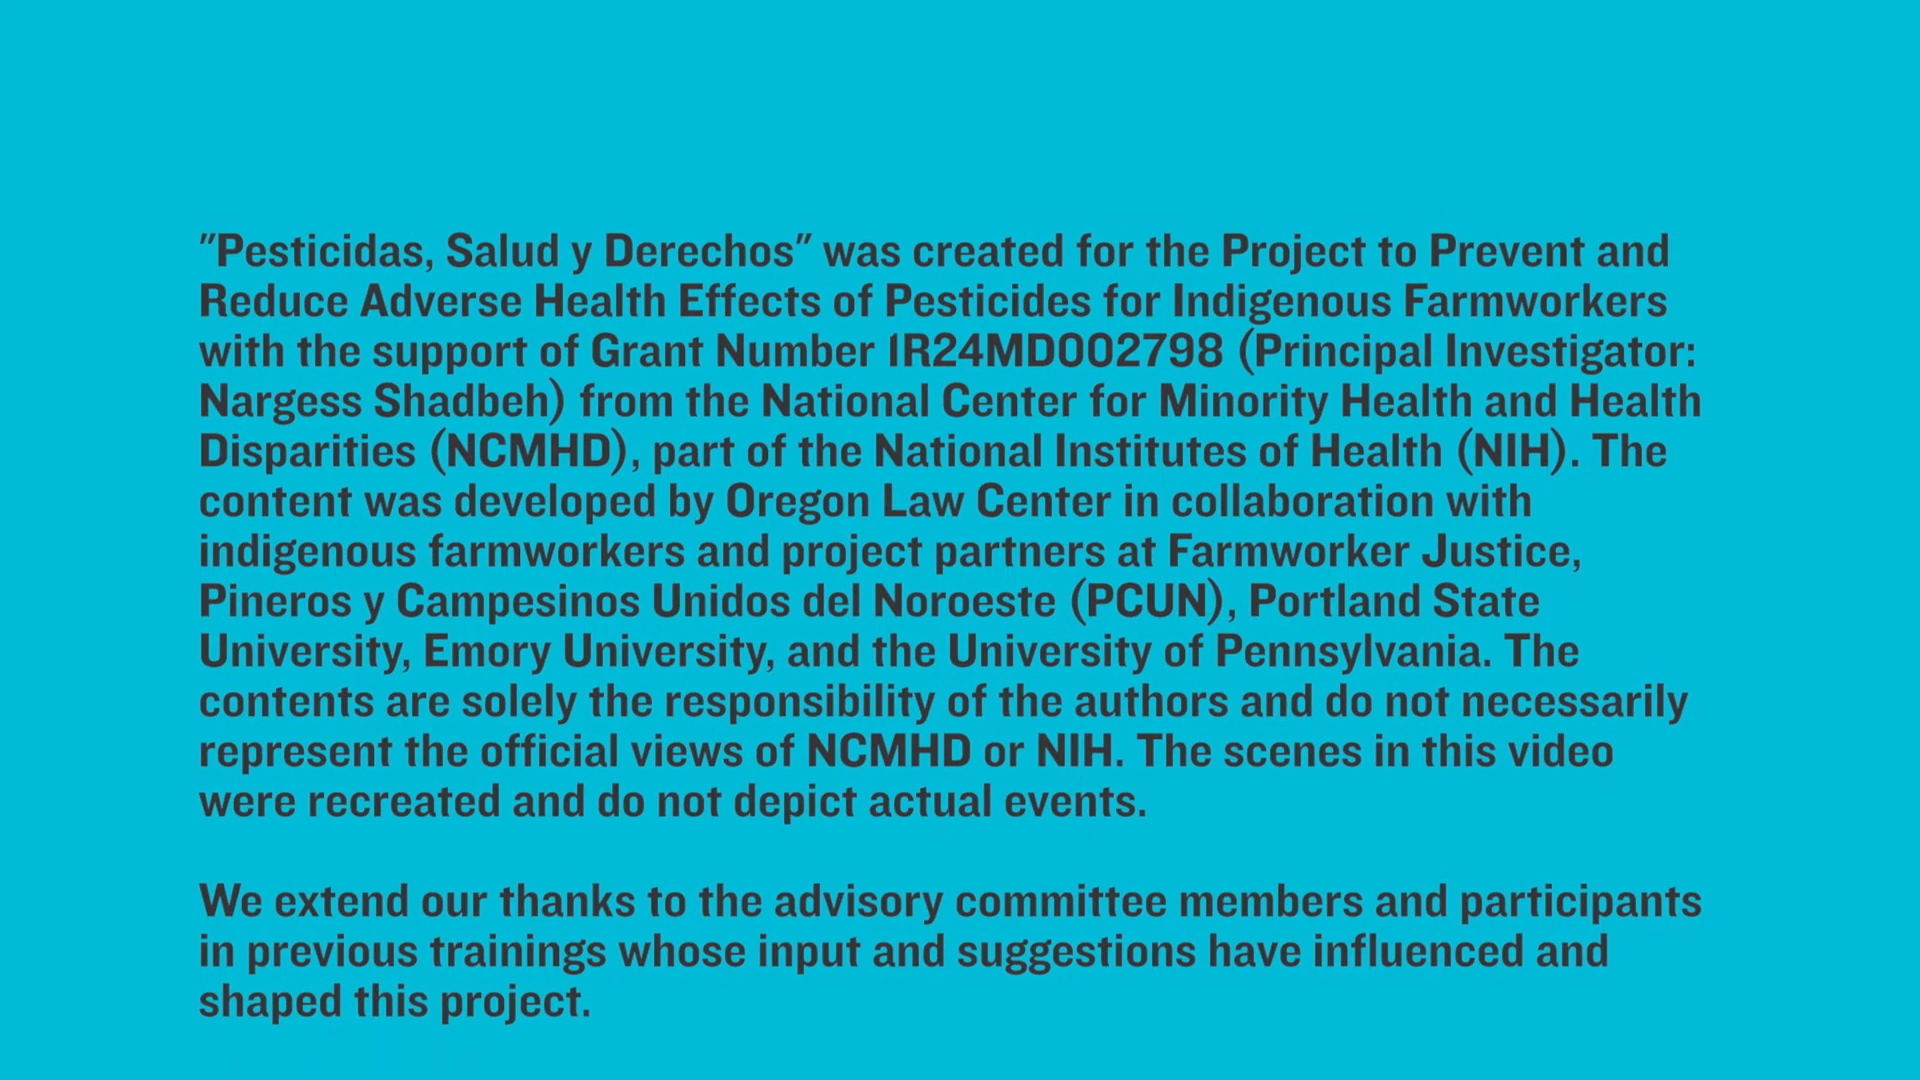 "Pesticidas, Salud y Derechos" was created for the Project to Prevent and
Reduce Adverse Health Effects of Pesticides for Indigenous Farmworkers
with the support of Grant Number 1R24MD002798 (Principal Investigator:
Nargess Shadbeh) from the National Center for Minority Health and Health
Disparities (NCMHD), part of the National Institutes of Health (NIH). The
content was developed by Oregon Law Center in collaboration with
indigenous farmworkers and project partners at Farmworker Justice,
Pineros y Campesinos Unidos del Noroeste (PCUN), Portland State
University, Emory University, and the University of Pennsylvania. The
contents are solely the responsibility of the authors and do not necessarily
represent the official views of NCMHD or NIH. The scenes in this video
were recreated and do not depict actual events.
We extend our thanks to the advisory committee members and participants
in previous trainings whose input and suggestions have influenced and
shaped this project.